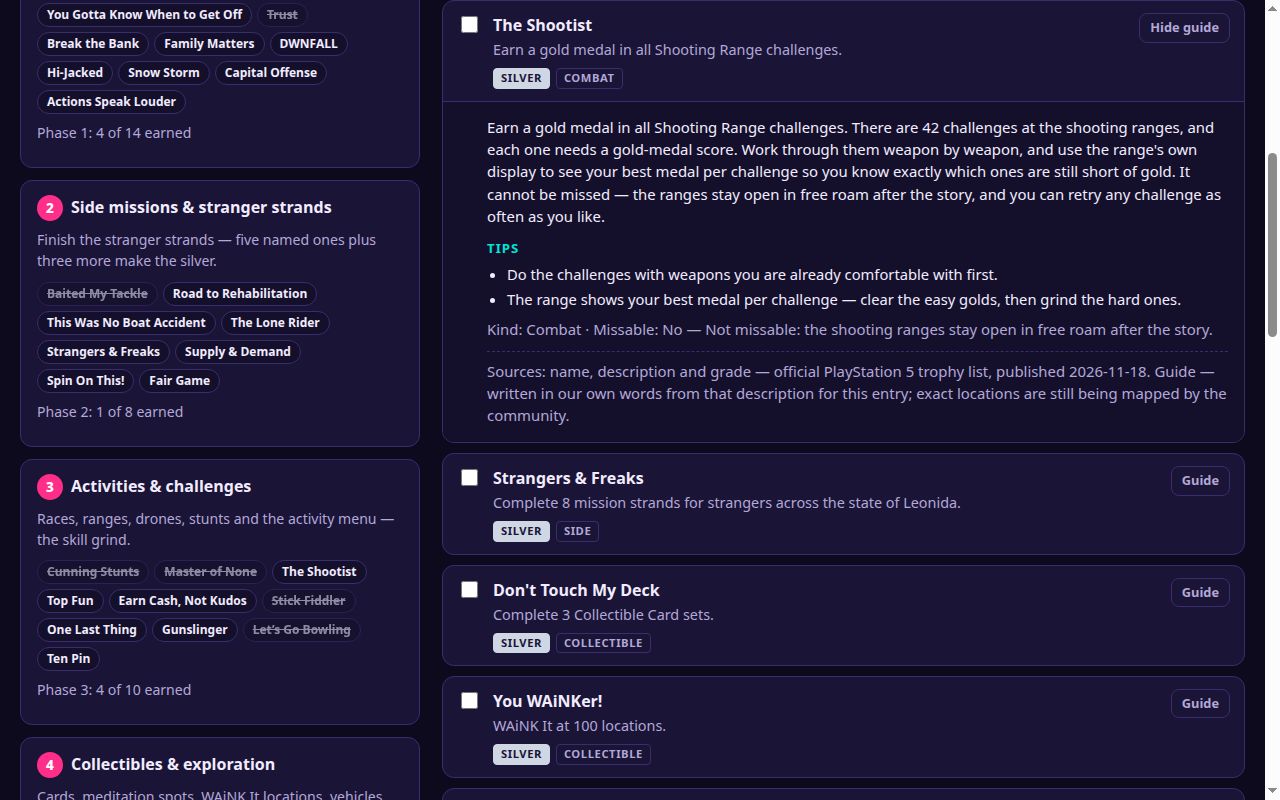 You Gotta Know When to Get Off
Trust
Break the Bank
Family Matters
DWNFALL
Hi-Jacked
Snow Storm
Capital Offense
Actions Speak Louder
Phase 1: 4 of 14 earned
2
Side missions & stranger strands
Finish the stranger strands — five named ones plus
three more make the silver.
Baited My Tackle
Road to Rehabilitation
This Was No Boat Accident
The Lone Rider
Strangers & Freaks
Supply & Demand
Spin On This!
Fair Game
Phase 2: 1 of 8 earned
3
Activities & challenges
Races, ranges, drones, stunts and the activity menu —
the skill grind.
Cunning Stunts
Master of None
The Shootist
Top Fun
Earn Cash, Not Kudos
Stick Fiddler
One Last Thing
Gunslinger
Let's Go Bowling
Ten Pin
Phase 3: 4 of 10 earned
4
Collectibles & exploration
Cards, meditation spots, WAiNK It locations, vehicles
The Shootist
Hide guide
Earn a gold medal in all Shooting Range challenges.
SILVER
COMBAT
Earn a gold medal in all Shooting Range challenges. There are 42 challenges at the shooting ranges, and
each one needs a gold-medal score. Work through them weapon by weapon, and use the range's own
display to see your best medal per challenge so you know exactly which ones are still short of gold. It
cannot be missed — the ranges stay open in free roam after the story, and you can retry any challenge as
often as you like.
TIPS
• Do the challenges with weapons you are already comfortable with first.
• The range shows your best medal per challenge — clear the easy golds, then grind the hard ones.
Kind: Combat · Missable: No — Not missable: the shooting ranges stay open in free roam after the story.
Sources: name, description and grade — official PlayStation 5 trophy list, published 2026-11-18. Guide —
written in our own words from that description for this entry; exact locations are still being mapped by the
community.
Strangers & Freaks
Guide
Complete 8 mission strands for strangers across the state of Leonida.
SILVER
SIDE
Don't Touch My Deck
Guide
Complete 3 Collectible Card sets.
SILVER
COLLECTIBLE
You WAiNKer!
Guide
WAiNK It at 100 locations.
SILVER
COLLECTIBLE